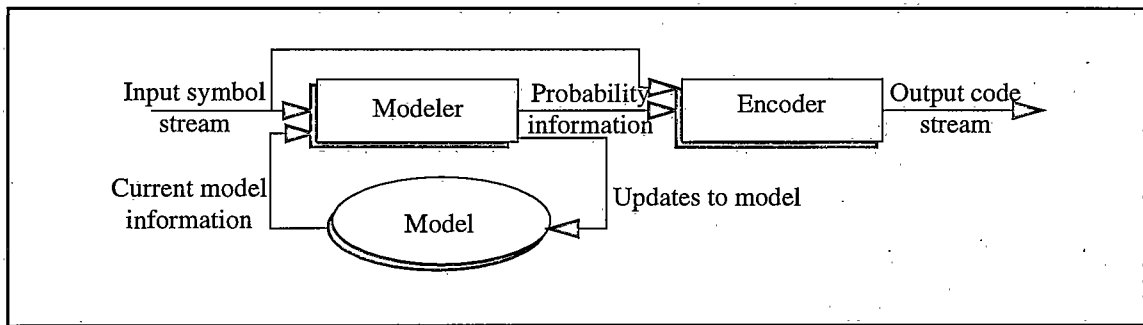 Input symbol
stream
Modeler
Probability
information
Encoder
Output code
stream
Current model
information
Model
Updates to model